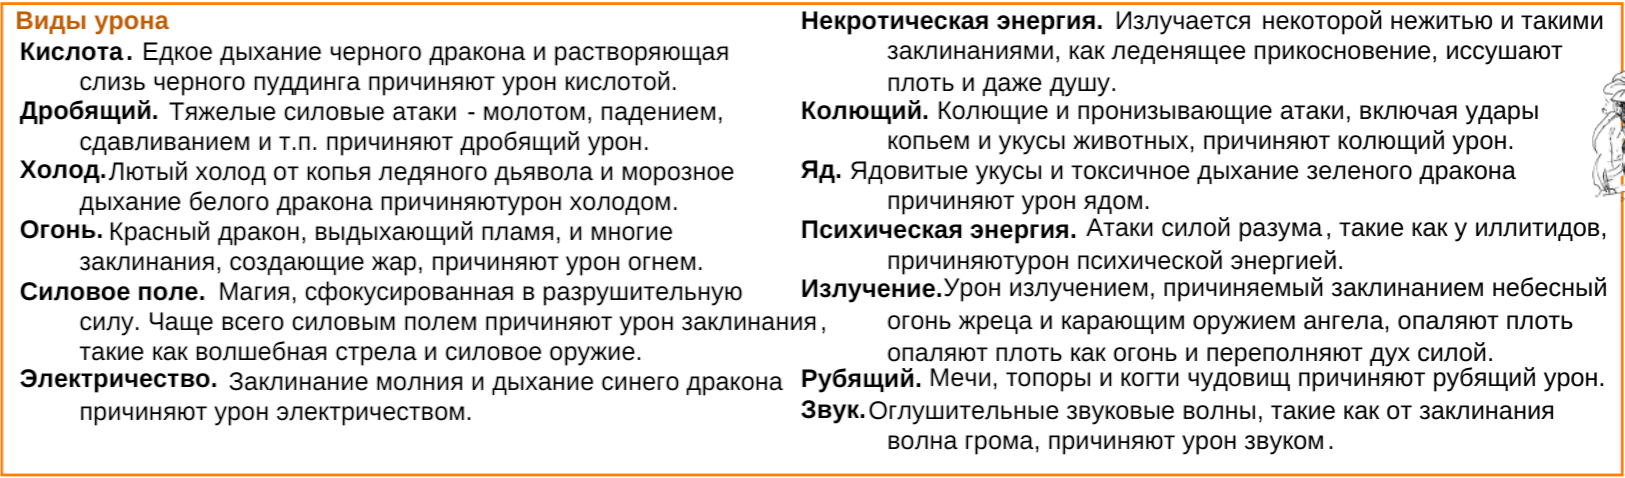 Виды урона
Кислота. Едкое дыхание черного дракона и растворяющая
слизь черного пуддинга причиняют урон кислотой.
Дробящий. Тяжелые силовые атаки - молотом, падением,
сдавливанием и т.п. причиняют дробящий урон.
Холод.Лютый холод от копья ледяного дьявола и морозное
дыхание белого дракона причиняютурон холодом.
Огонь. Красный дракон, выдыхающий пламя, и многие
заклинания, создающие жар, причиняют урон огнем.
Силовое поле. Магия, сфокусированная в разрушительную
силу. Чаще всего силовым полем причиняют урон заклинания,
такие как волшебная стрела и силовое оружие.
Электричество. Заклинание молния и дыхание синего дракона
причиняют урон электричеством.
Некротическая энергия. Излучается некоторой нежитью и такими
заклинаниями, как леденящее прикосновение, иссушают
плоть и даже душу.
Колющий. Колющие и пронизывающие атаки, включая удары
копьем и укусы животных, причиняют колющий урон.
Яд. Ядовитые укусы и токсичное дыхание зеленого дракона
причиняют урон ядом.
Психическая энергия. Атаки силой разума, такие как у иллитидов,
причиняютурон психической энергией.
Излучение.Урон излучением, причиняемый заклинанием небесный
огонь жреца и карающим оружием ангела, опаляют плоть
опаляют плоть как огонь и переполняют дух силой.
Рубящий. Мечи, топоры и когти чудовищ причиняют рубящий урон.
Звук.Оглушительные звуковые волны, такие как от заклинания
волна грома, причиняют урон звуком.